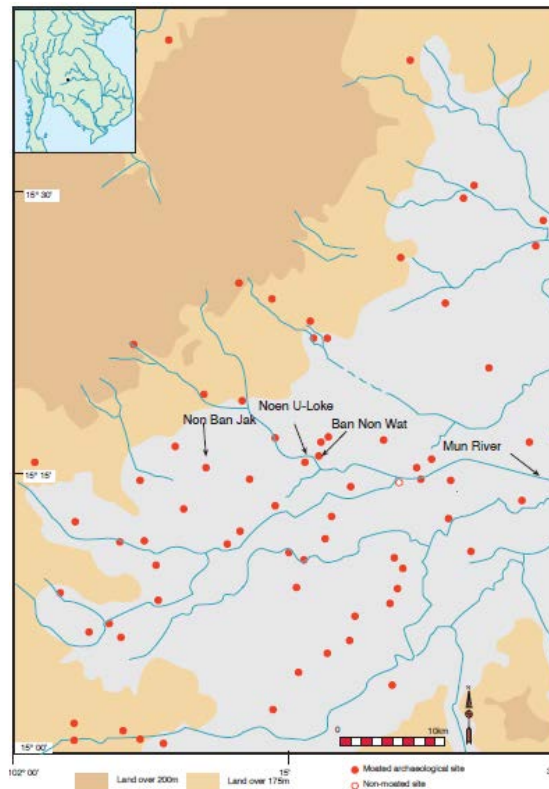 15° 30'
Noen U-Loke
Non Ban Jak
Ban Non Wat
Mun River
15° 15'
N
0
10km
15° 00'
102° 00'
15'
Land over 200m
Land over 175m
Moated archaeological site
Non-moated site